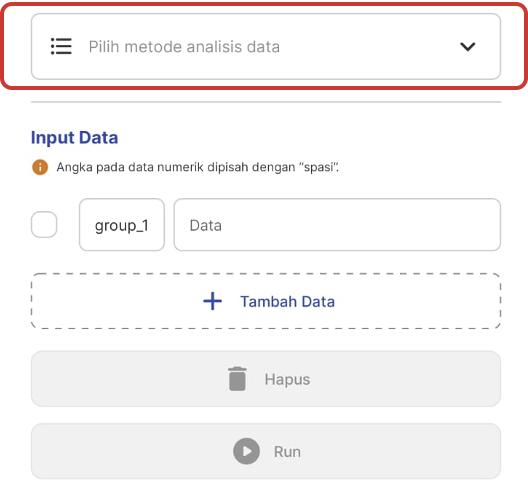 Pilih metode analisis data
Input Data
Angka pada data numerik dipisah dengan “spasi”.
group_1 Data
Tambah Data
Hapus
Run